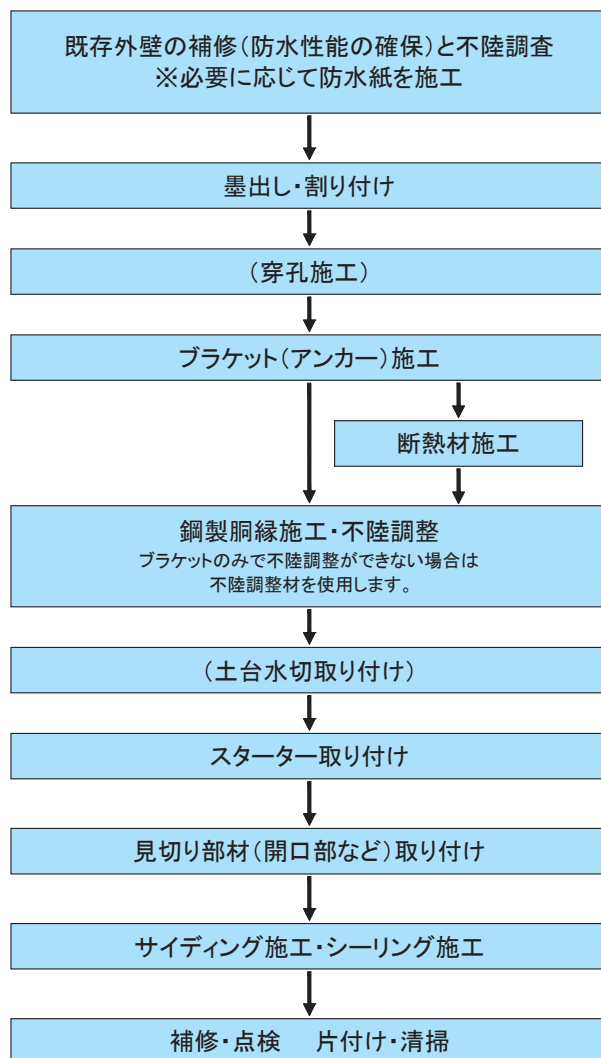 既存外壁の補修(防水性能の確保)と不陸調査
※必要に応じて防水紙を施工
墨出し・割り付け
(穿孔施工)
ブラケット(アンカー)施工
断熱材施工
鋼製胴縁施工・不陸調整
ブラケットのみで不陸調整ができない場合は
不陸調整材を使用します。
(土台水切取り付け)
スターター取り付け
見切り部材(開口部など)取り付け
サイディング施工・シーリング施工
補修・点検　片付け・清掃